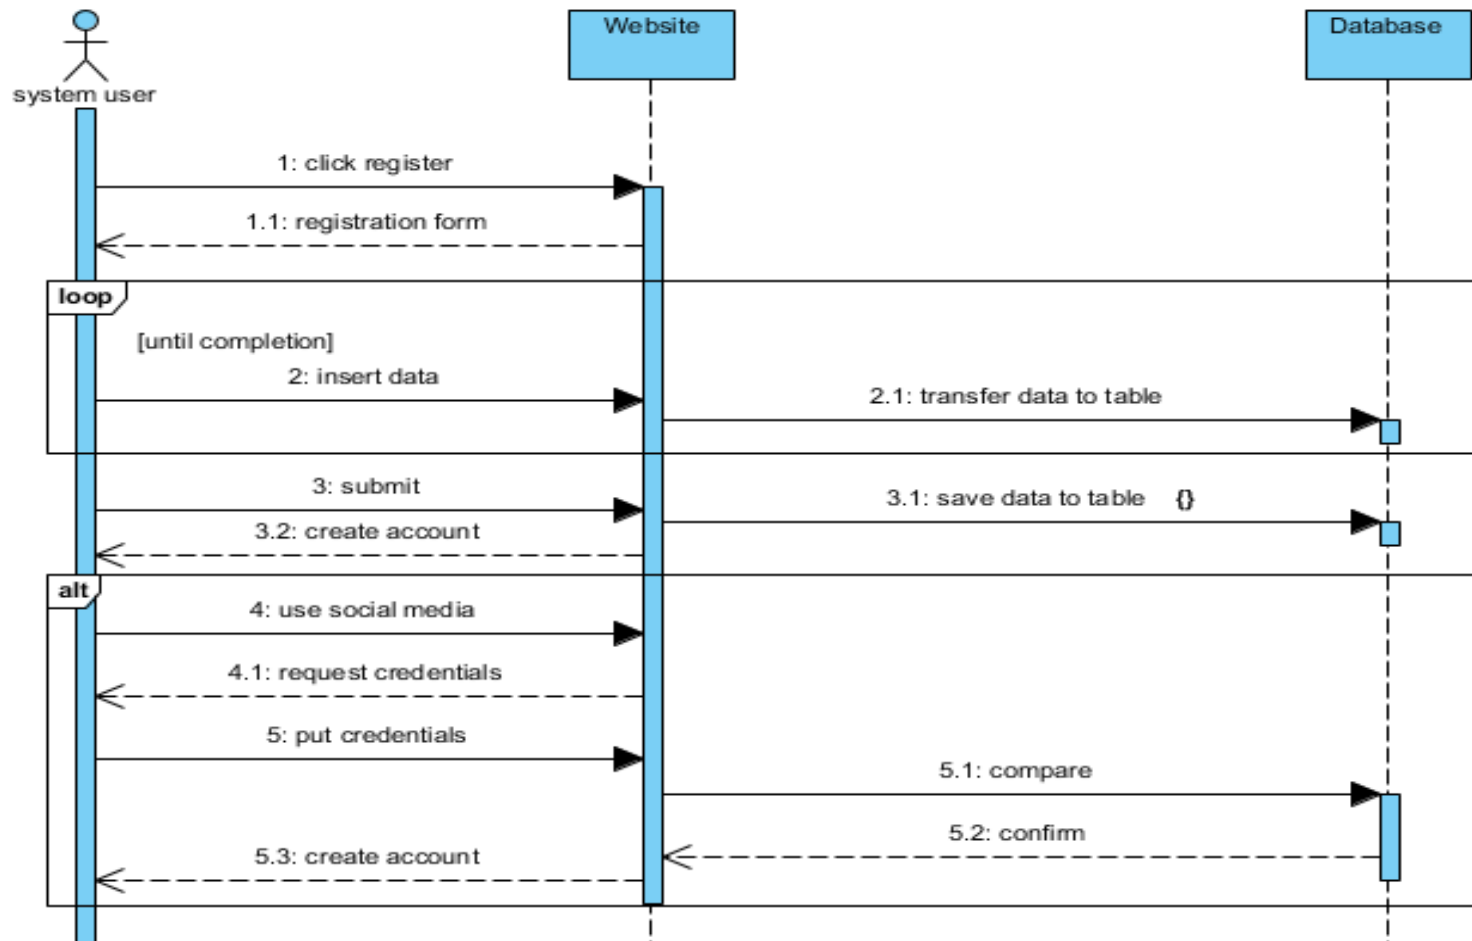 Website
Database
system user
1: click register
1.1: registration form
loop
[until completion]
2: insert data
2.1: transfer data to table
3: submit
3.1: save data to table {}
3.2: create account
alt
4: use social media
4.1: request credentials
5: put credentials
5.1: compare
5.2: confirm
5.3: create account